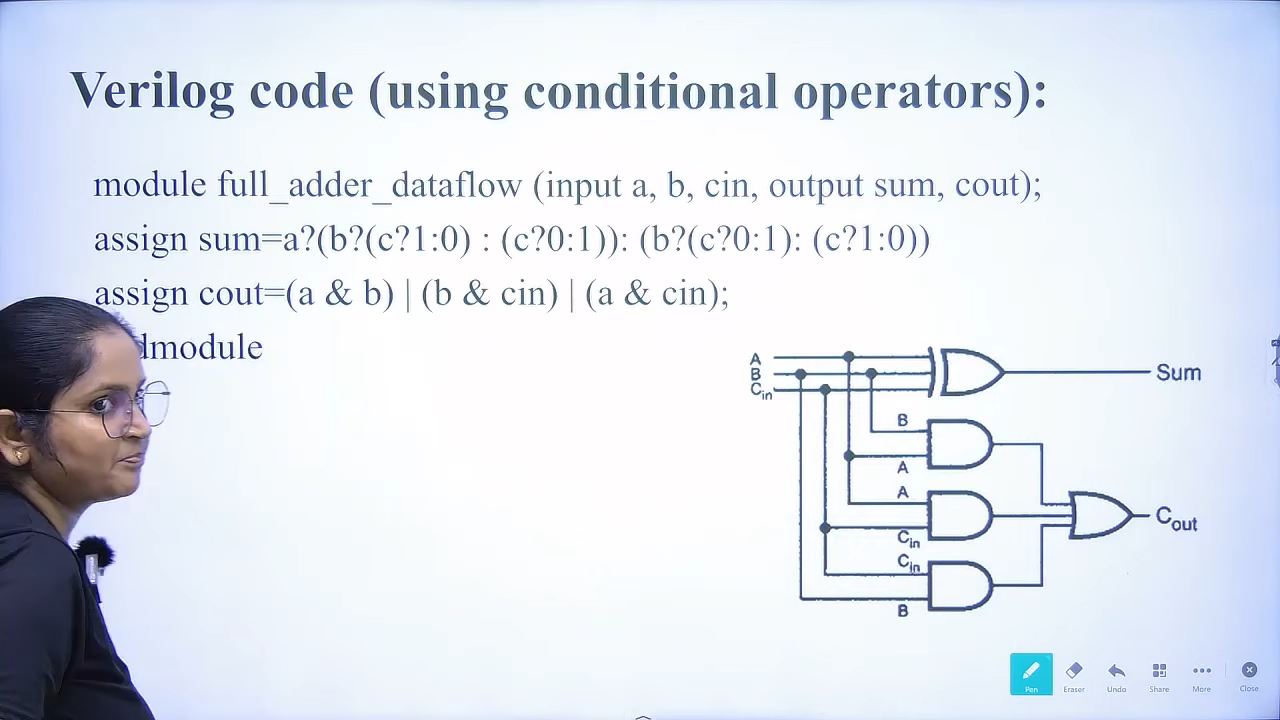 Verilog code (using conditional operators):
module full_adder_dataflow (input a, b, cin, output sum, cout);
assign sum=a?(b?(c?1:0) : (c?0:1)): (b?(c?0:1): (c?1:0))
assign cout=(a & b) | (b & cin) | (a & cin);
dmodule
A
B
Cin
Sum
B
A
A
Cin
Cin
B
Cout
Pen
Eraser
Undo
Share
More
Close